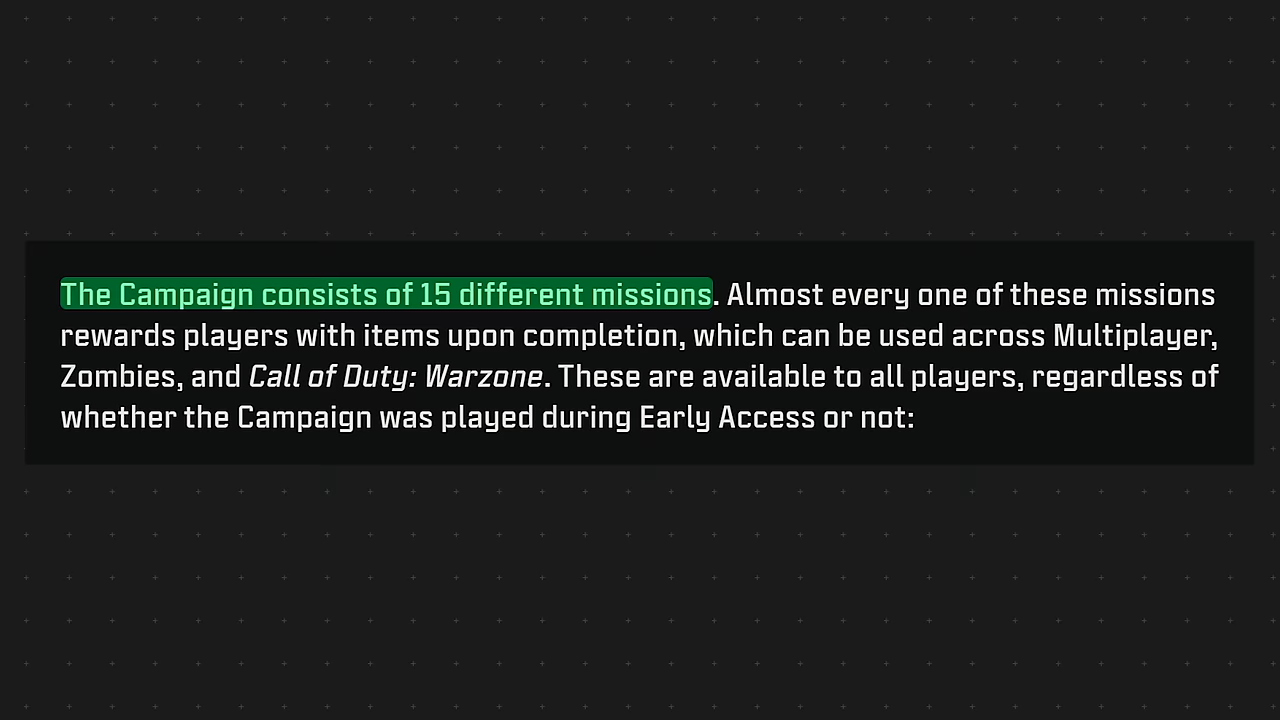 The Campaign consists of 15 different missions. Almost every one of these missions
rewards players with items upon completion, which can be used across Multiplayer,
Zombies, and Call of Duty: Warzone. These are available to all players, regardless of
whether the Campaign was played during Early Access or not: